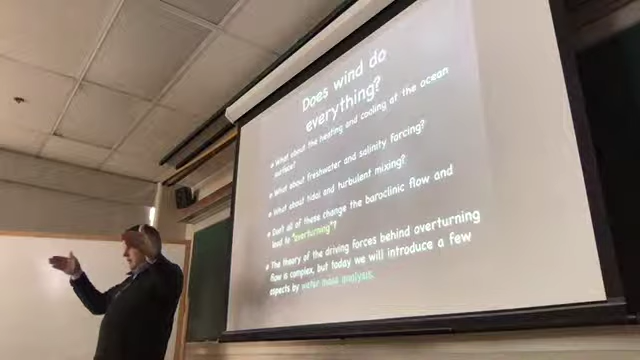 Does wind do
everything?
What about the heating and cooling at the ocean
surface?
What about freshwater and salinity forcing?
What about tidal and turbulent mixing?
Don't all of these change the baroclinic flow and
lead to "overturning"?
The theory of the driving forces behind overturning
flow is complex, but today we will introduce a few
aspects by water mass analysis.